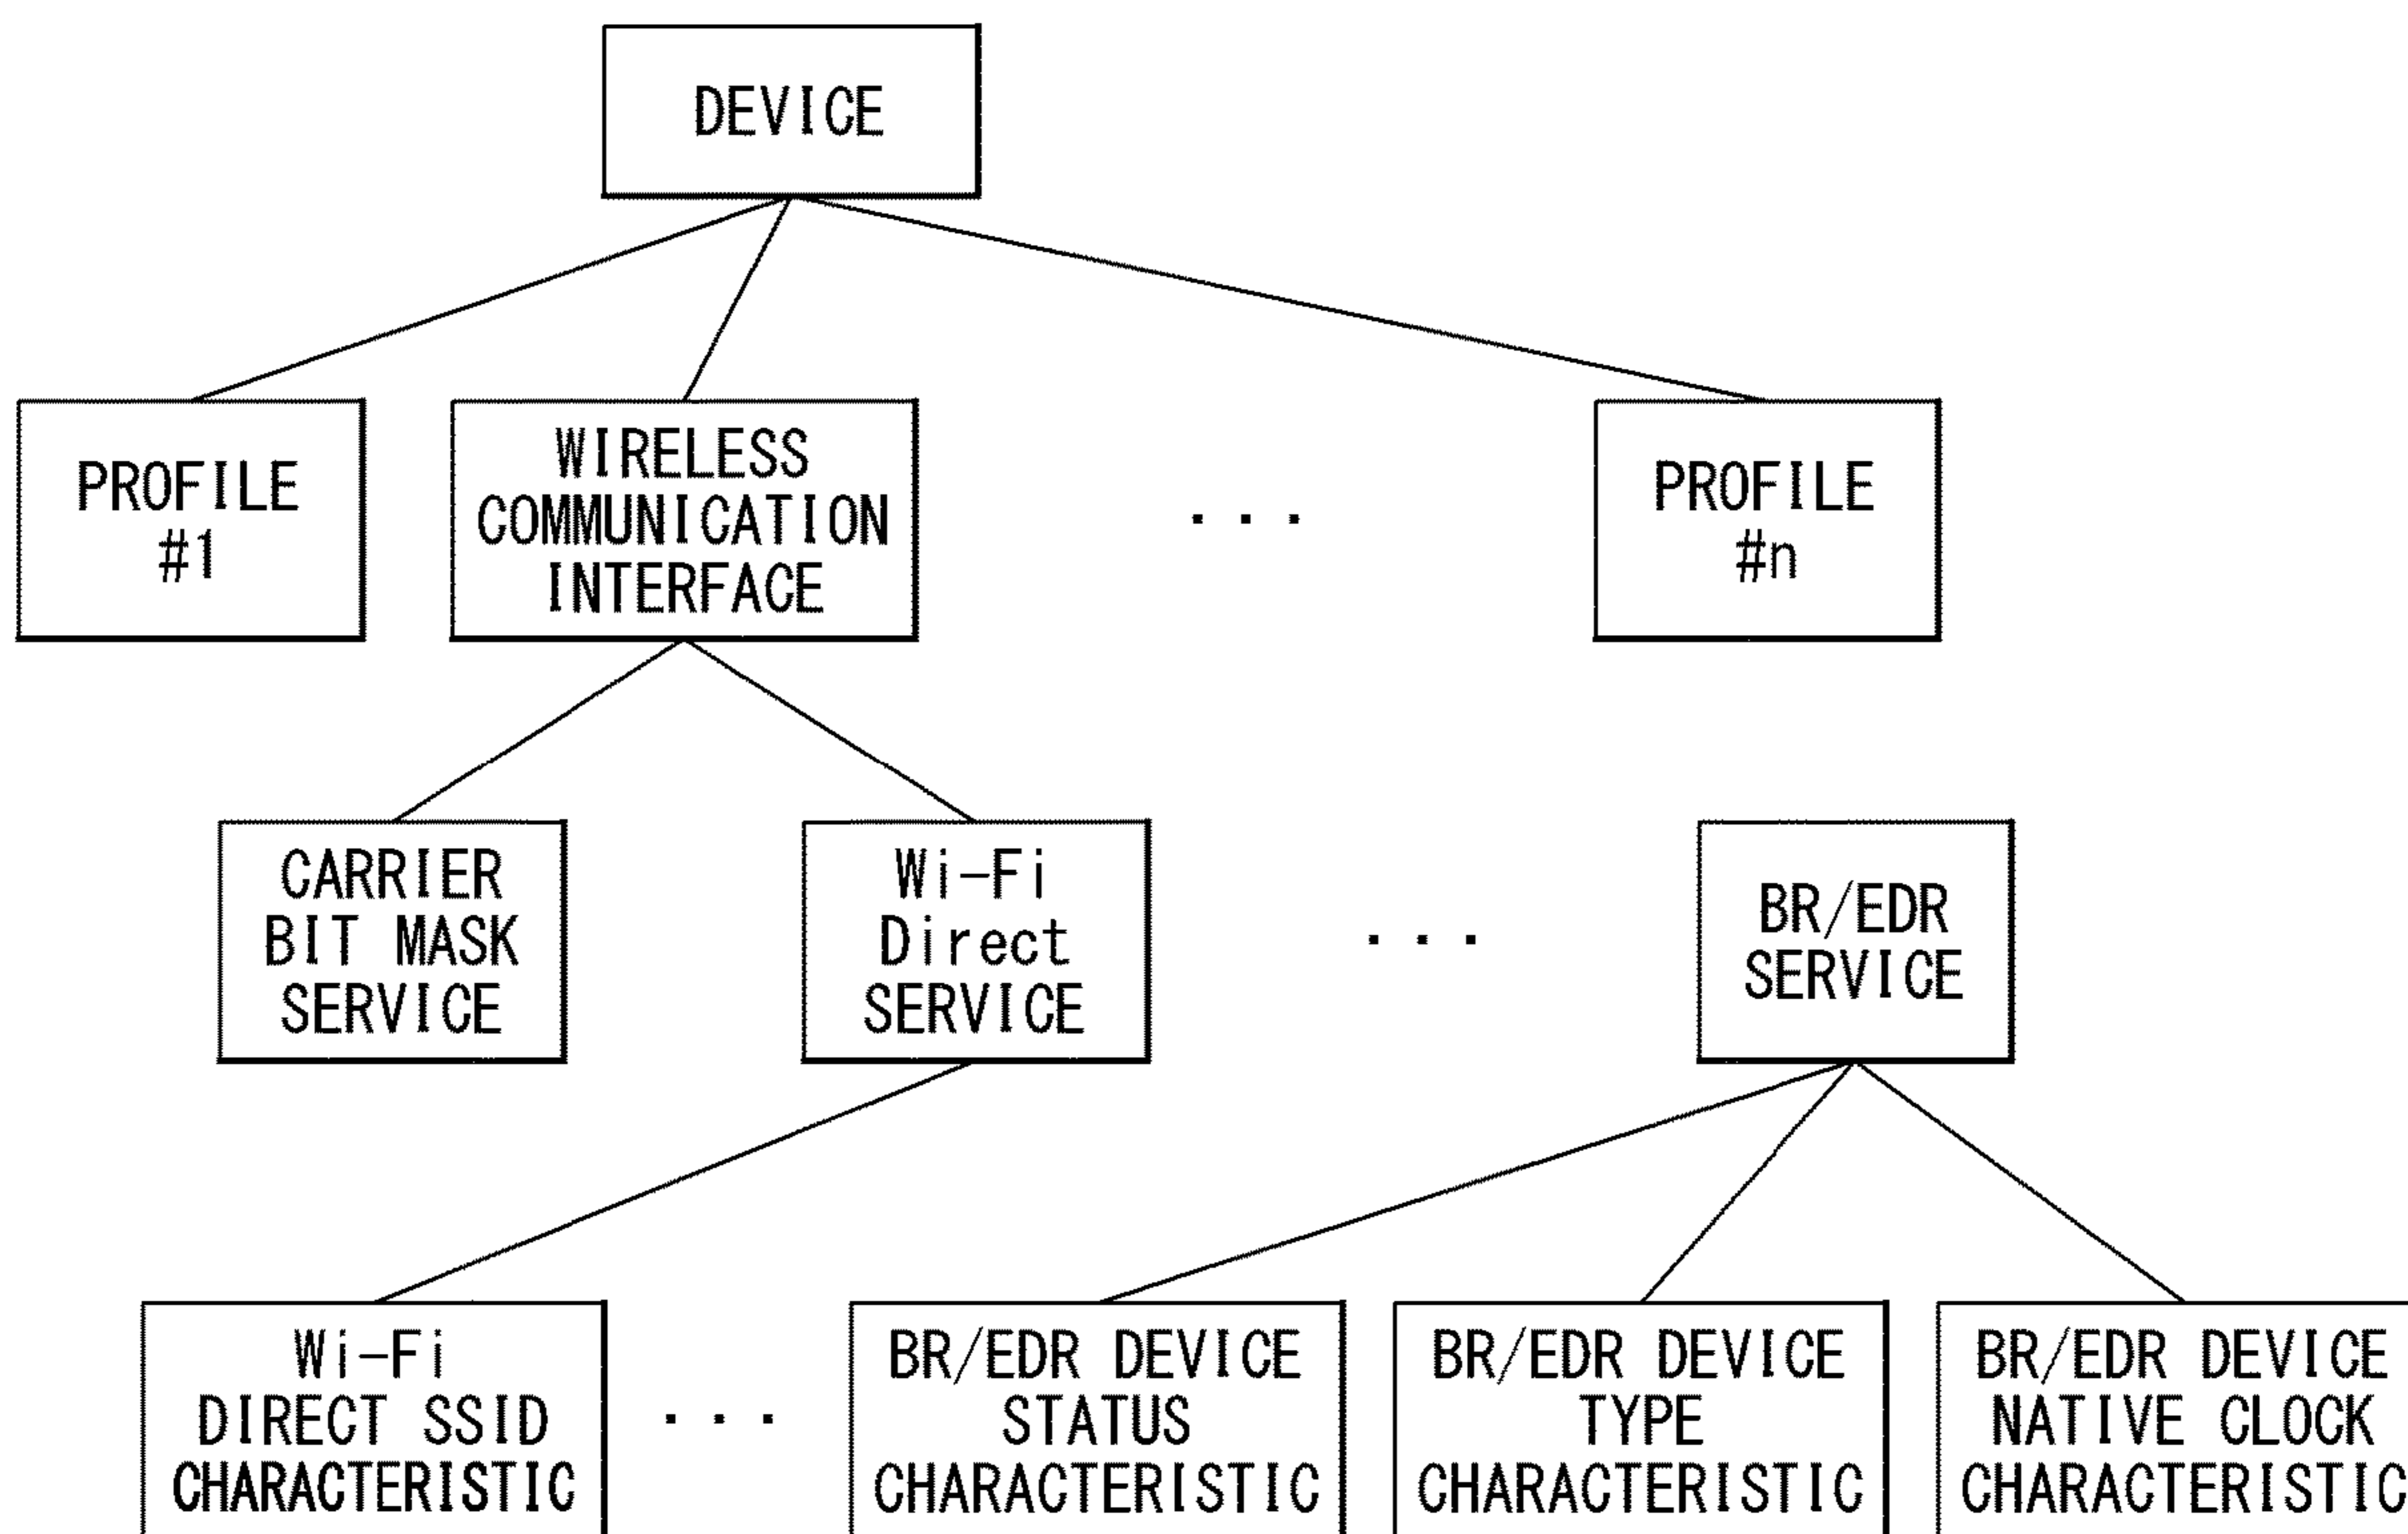 DEVICE
PROFILE
#1
WIRELESS
COMMUNICATION
INTERFACE
. . .
PROFILE
#n
CARRIER
BIT MASK
SERVICE
Wi-Fi
Direct
SERVICE
. . .
BR/EDR
SERVICE
Wi-Fi
DIRECT SSID
CHARACTERISTIC
. . .
BR/EDR DEVICE
STATUS
CHARACTERISTIC
BR/EDR DEVICE
TYPE
CHARACTERISTIC
BR/EDR DEVICE
NATIVE CLOCK
CHARACTERISTIC